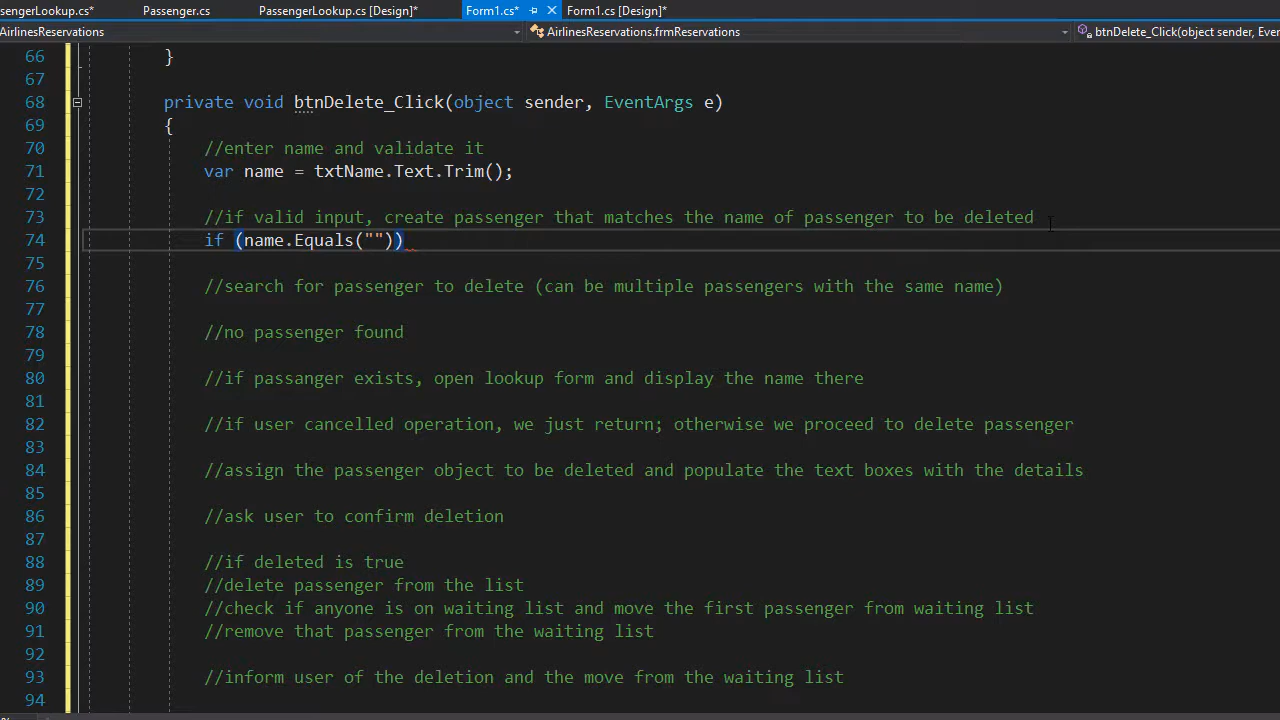 sengerLookup.cs* Passenger.cs PassengerLookup.cs [Design]* Form1.cs* Form1.cs [Design]*
AirlinesReservations AirlinesReservations.frmReservations btnDelete_Click(object sender, Even
66 }
67
68 private void btnDelete_Click(object sender, EventArgs e)
69 {
70 //enter name and validate it
71 var name = txtName.Text.Trim();
72
73 //if valid input, create passenger that matches the name of passenger to be deleted
74 if (name.Equals(""))
75
76 //search for passenger to delete (can be multiple passengers with the same name)
77
78 //no passenger found
79
80 //if passanger exists, open lookup form and display the name there
81
82 //if user cancelled operation, we just return; otherwise we proceed to delete passenger
83
84 //assign the passenger object to be deleted and populate the text boxes with the details
85
86 //ask user to confirm deletion
87
88 //if deleted is true
89 //delete passenger from the list
90 //check if anyone is on waiting list and move the first passenger from waiting list
91 //remove that passenger from the waiting list
92
93 //inform user of the deletion and the move from the waiting list
94
%